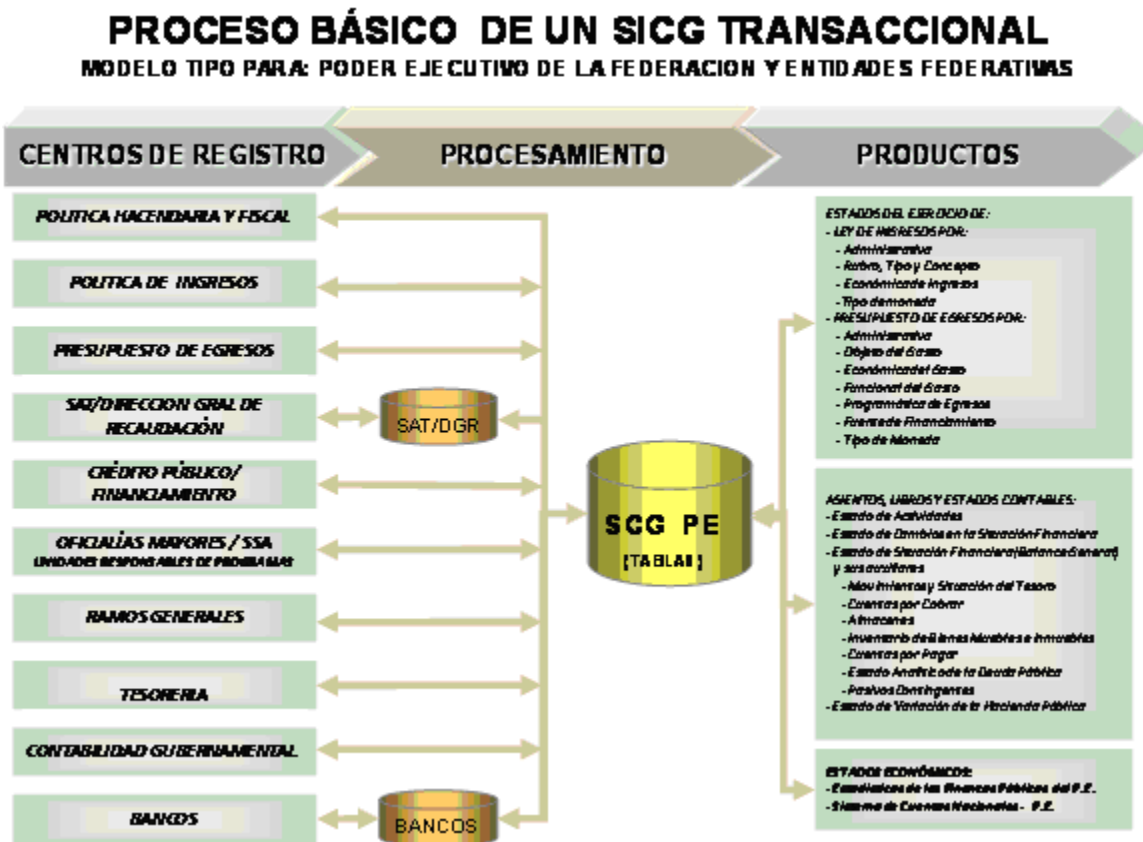 PROCESO BÁSICO DE UN SICG TRANSACCIONAL
MODELO TIPO PARA: PODER EJECUTIVO DE LA FEDERACION Y ENTIDADES FEDERATIVAS
CENTROS DE REGISTRO
PROCESAMIENTO
PRODUCTOS
POLITICA HACENDARIA Y FISCAL
POLITICA DE INGRESOS
PRESUPUESTO DE EGRESOS
SAT/DIRECCION GRAL DE
RECAUDACIÓN
CRÉDITO PÚBLICO/
FINANCIAMIENTO
OFICIALÍAS MAYORES / SSA
UNIDADES RESPONSABLES DE PROGRAMAS
RAMOS GENERALES
TESORERIA
CONTABILIDAD GUBERNAMENTAL
BANCOS
SAT/DGR
BANCOS
SCG PE
ESTADOS DEL EJERCICIO DE:
- LEY DE INGRESOS POR:
- Administrativa
- Rubro, Tipo y Concepto
- Económica de Ingresos
- Tipo de moneda
- PRESUPUESTO DE EGRESOS POR:
- Administrativa
- Objeto del Gasto
- Económica del Gasto
- Funcional del Gasto
- Programática de Egresos
- Fuente de Financiamiento
- Tipo de Moneda
ASIENTOS, LIBROS Y ESTADOS CONTABLES:
- Estado de Actividades
- Estado de Cambios en la Situación Financiera
- Estado de Situación Financiera (Balance General)
y sus auxiliares
- Movimientos y Situación del Tesoro
- Cuentas por Cobrar
- Almacenes
- Inventario de Bienes Muebles e Inmuebles
- Cuentas por Pagar
- Estado Analítico de la Deuda Pública
- Pasivos Contingentes
- Estado de Variación de la Hacienda Pública
ESTADOS ECONÓMICOS:
- Estadísticas de las Finanzas Públicas del P.E.
- Sistema de Cuentas Nacionales - P.E.